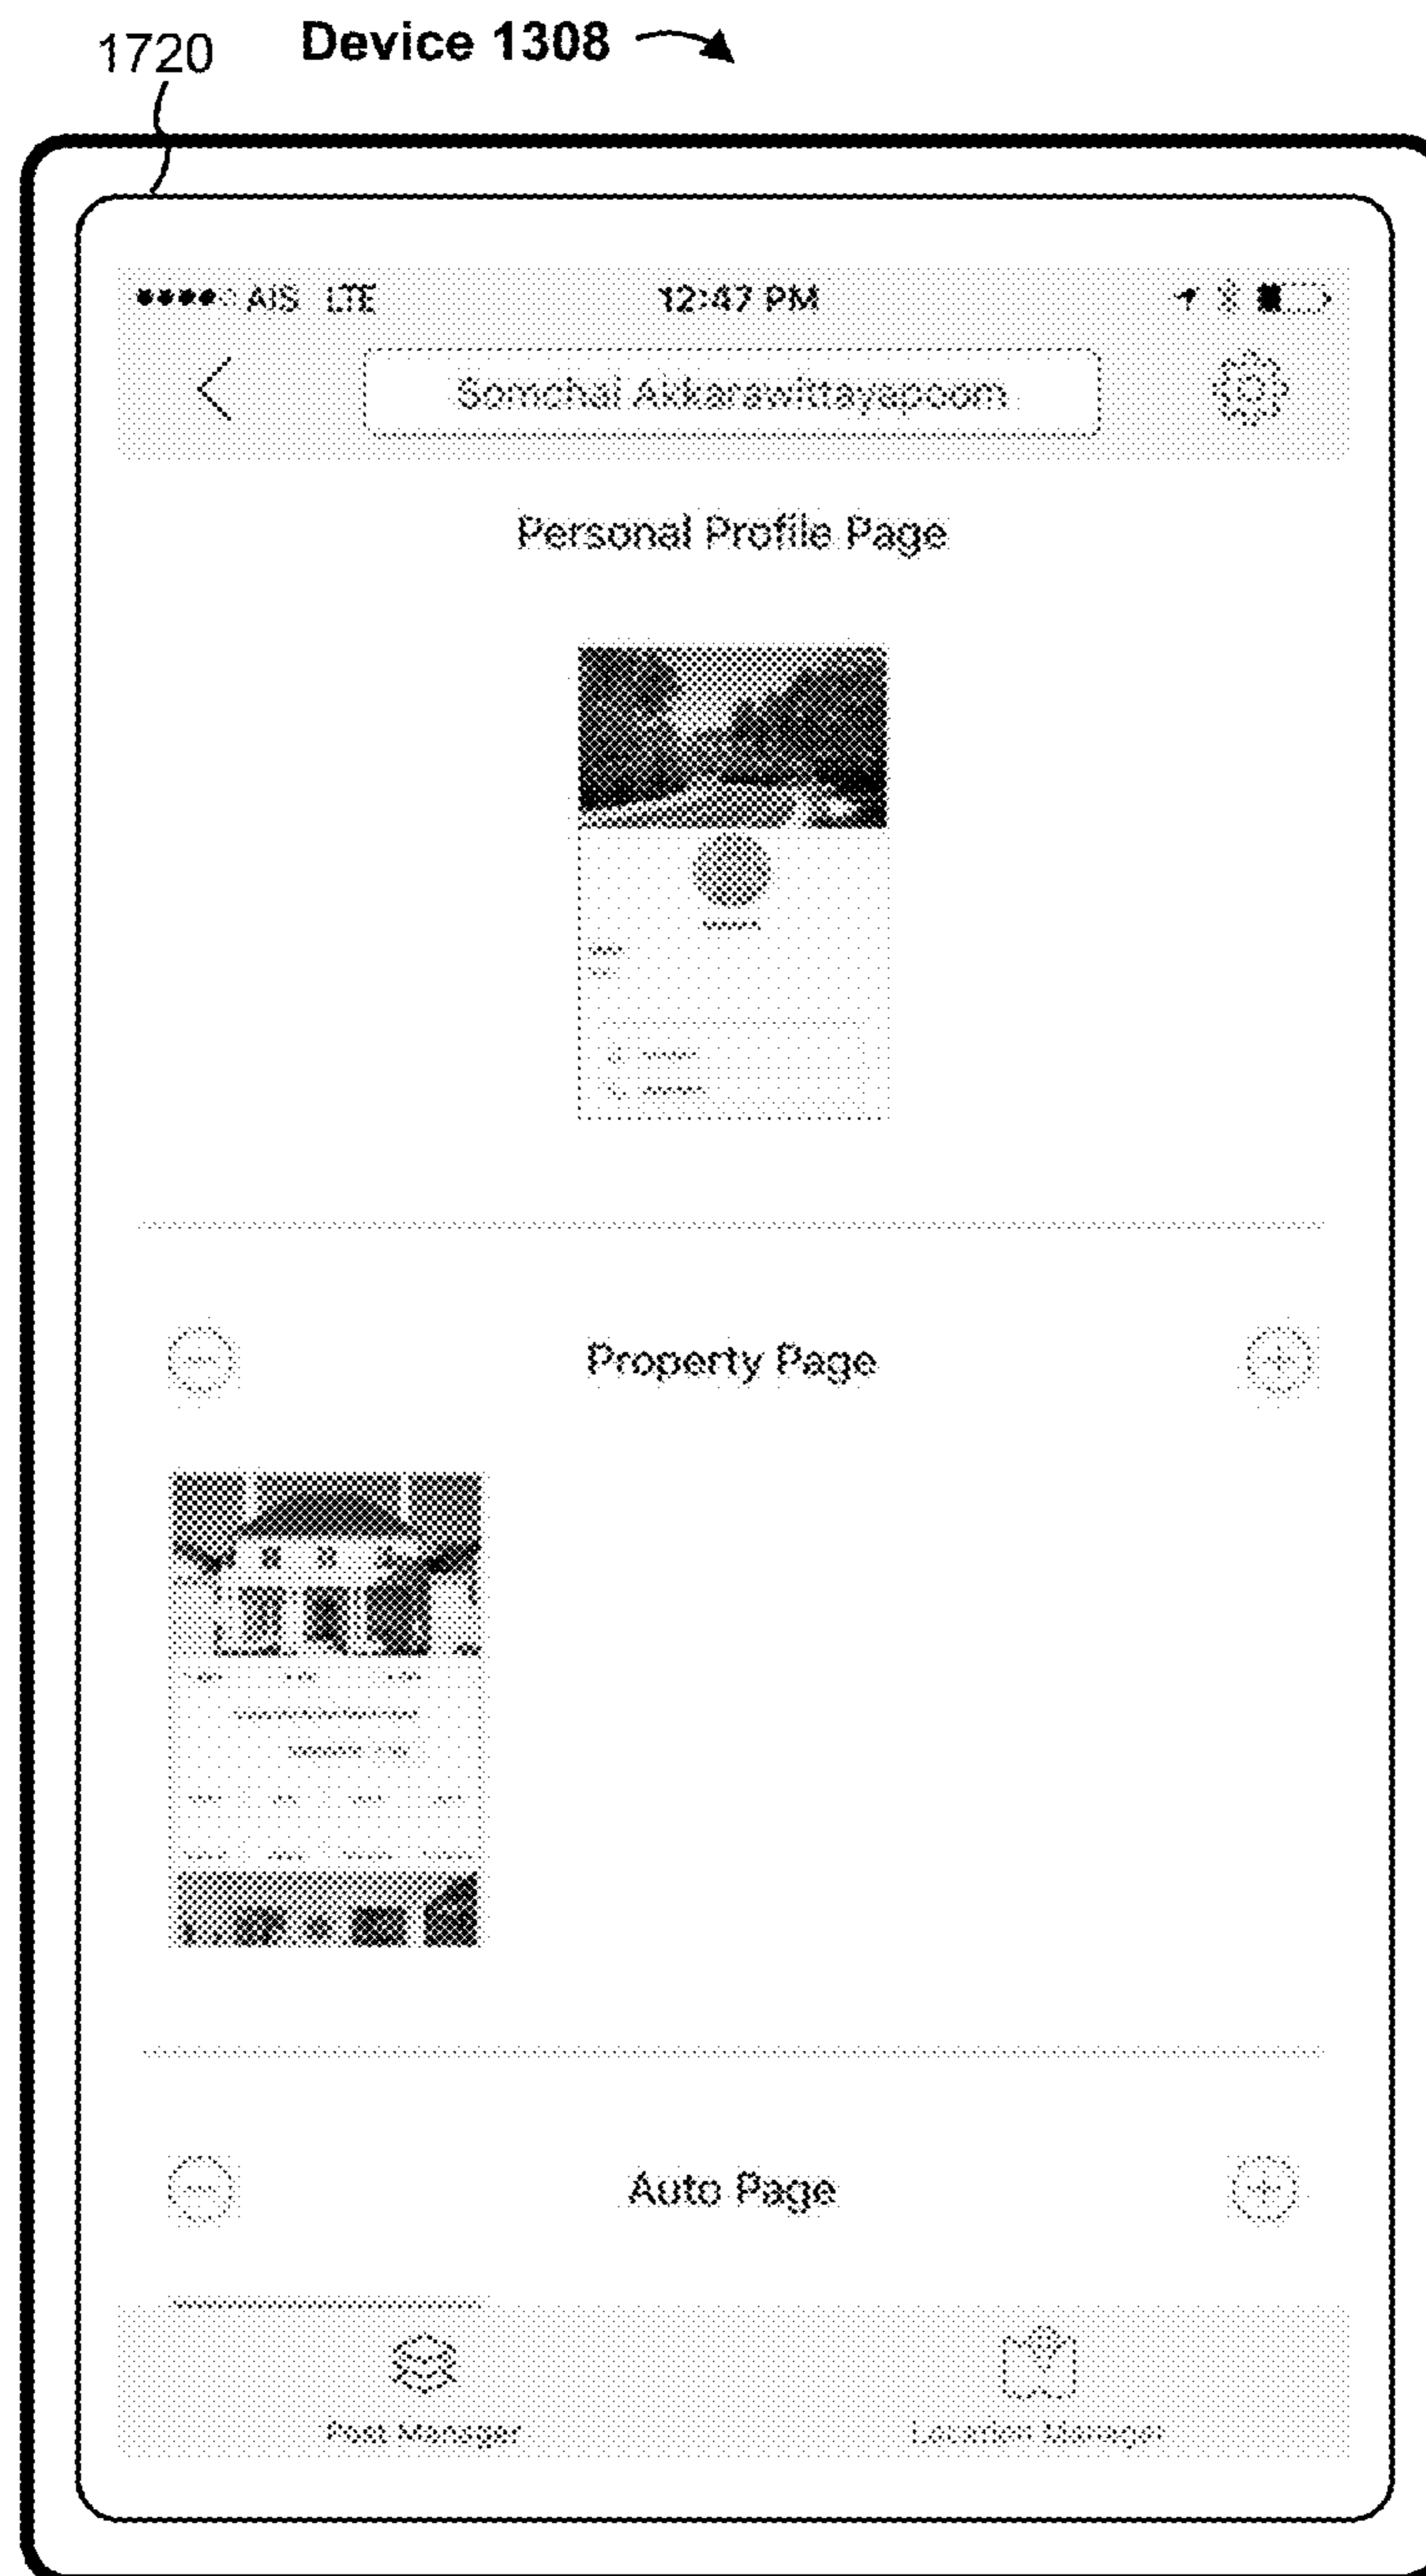 1720 Device 1308
AIS LTE 12:47 PM
Somchai Akkarawittayapoom
Personal Profile Page
Property Page
Auto Page
Post Manager Location Manager